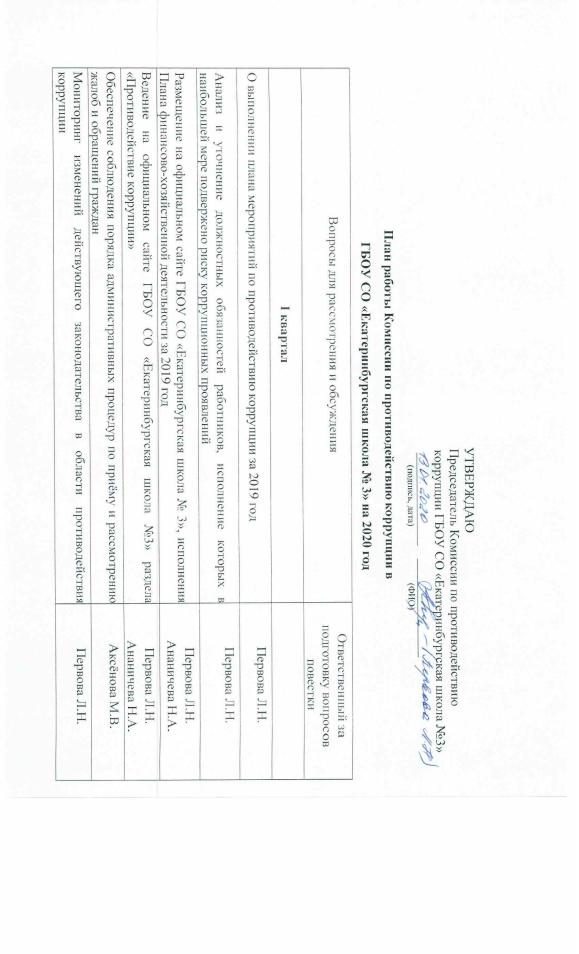 УТВЕРЖДАЮ
Председатель Комиссии по противодействию
коррупции ГБОУ СО «Екатеринбургская школа №3»
(подпись, дата) (ФИО)
План работы Комиссии по противодействию коррупции в
ГБОУ СО «Екатеринбургская школа № 3» на 2020 год
Вопросы для рассмотрения и обсуждения
Ответственный за
подготовку вопросов
повестки
I квартал
О выполнении плана мероприятий по противодействию коррупции за 2019 год
Первова Л.Н.
Анализ и уточнение должностных обязанностей работников, исполнение которых в
наибольшей мере подвержено риску коррупционных проявлений
Первова Л.Н.
Размещение на официальном сайте ГБОУ СО «Екатеринбургская школа № 3», исполнения
Плана финансово-хозяйственной деятельности за 2019 год
Первова Л.Н.
Ананичева Н.А.
Ведение на официальном сайте ГБОУ СО «Екатеринбургская школа №3» раздела
«Противодействие коррупции»
Первова Л.Н.
Ананичева Н.А.
Обеспечение соблюдения порядка административных процедур по приёму и рассмотрению
жалоб и обращений граждан
Аксёнова М.В.
Мониторинг изменений действующего законодательства в области противодействия
коррупции
Первова Л.Н.